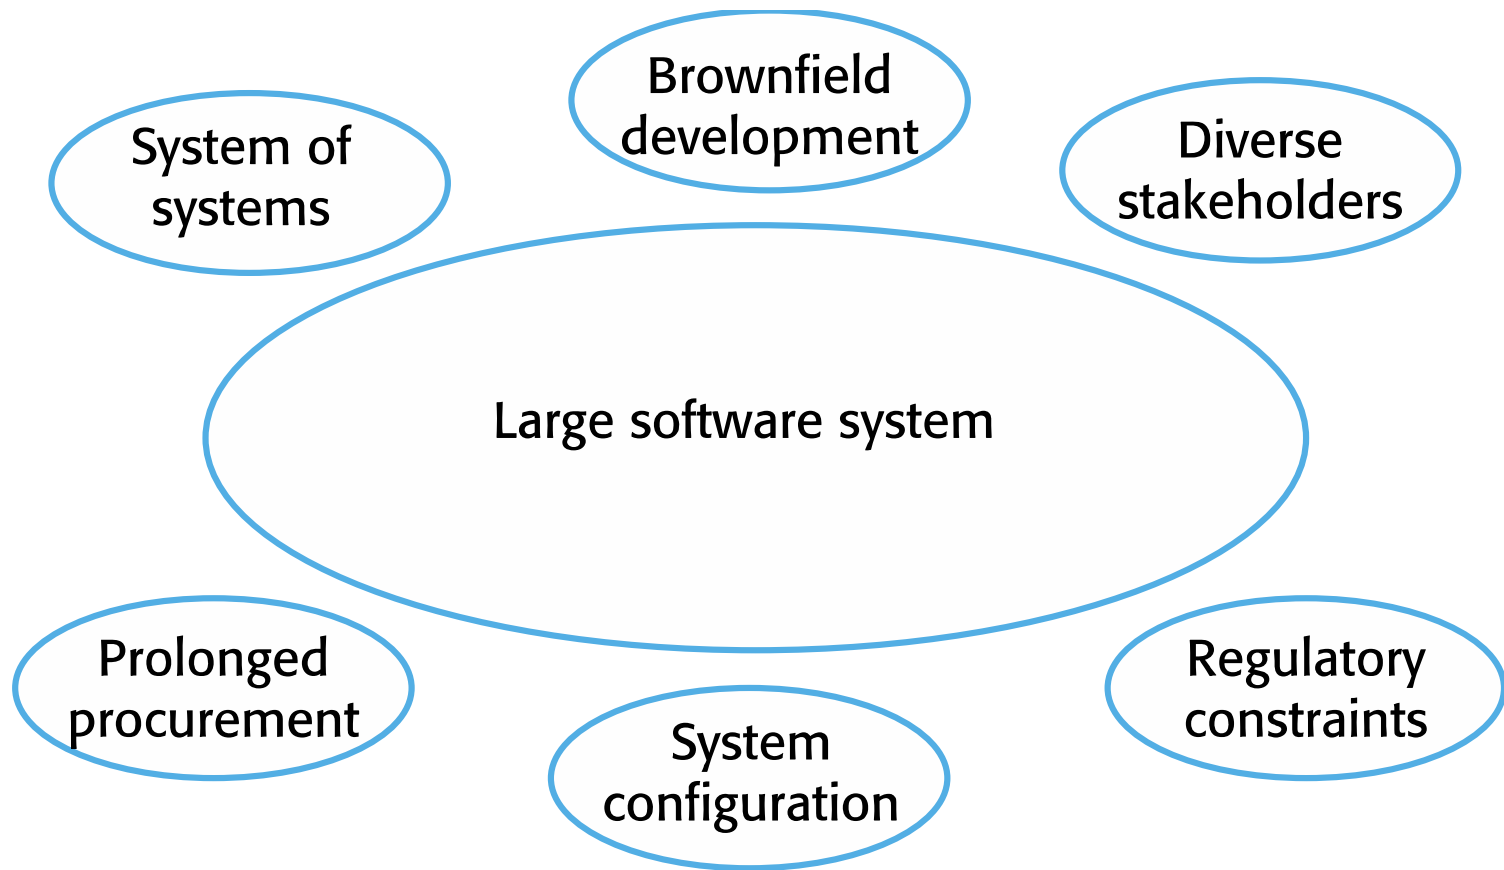 Brownfield
development
System of
systems
Diverse
stakeholders
Large software system
Prolonged
procurement
System
configuration
Regulatory
constraints